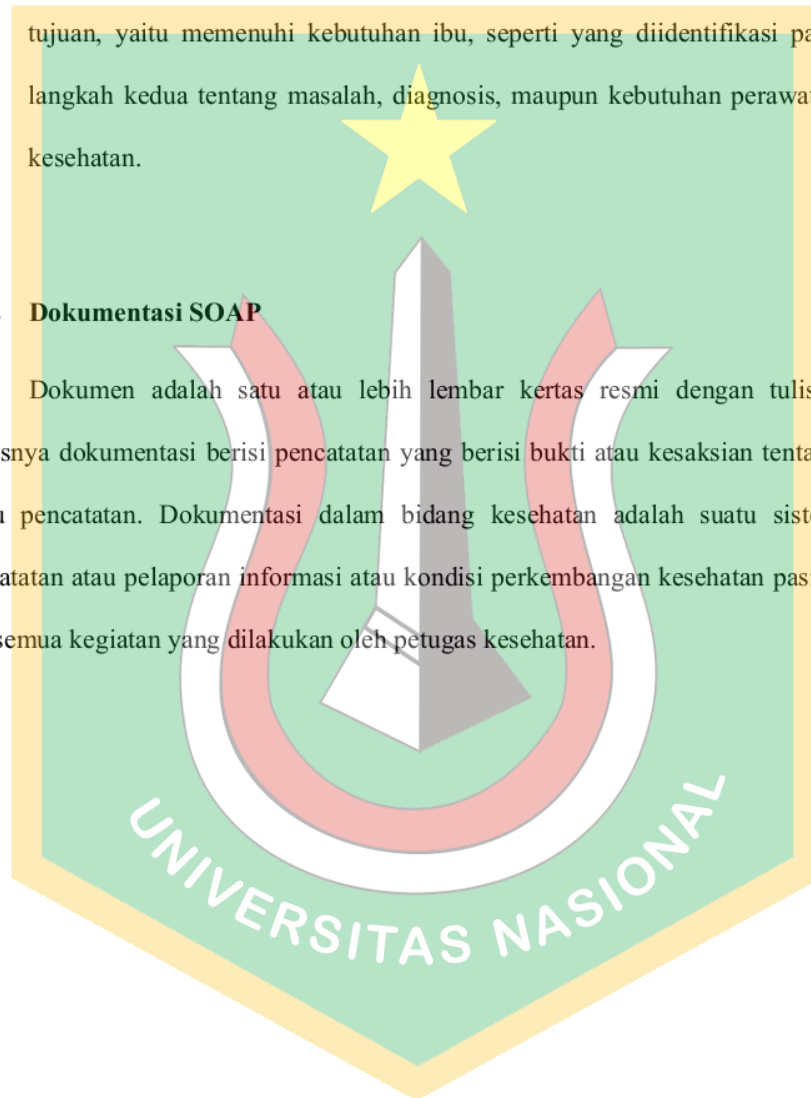 tujuan, yaitu memenuhi kebutuhan ibu, seperti yang diidentifikasi pa
langkah kedua tentang masalah, diagnosis, maupun kebutuhan perawat
kesehatan.
Dokumentasi SOAP
Dokumen adalah satu atau lebih lembar kertas resmi dengan tulis
snya dokumentasi berisi pencatatan yang berisi bukti atau kesaksian tenta
u pencatatan. Dokumentasi dalam bidang kesehatan adalah suatu siste
atatan atau pelaporan informasi atau kondisi perkembangan kesehatan pasi
semua kegiatan yang dilakukan oleh petugas kesehatan.
UNIVERSITAS NASIONAL